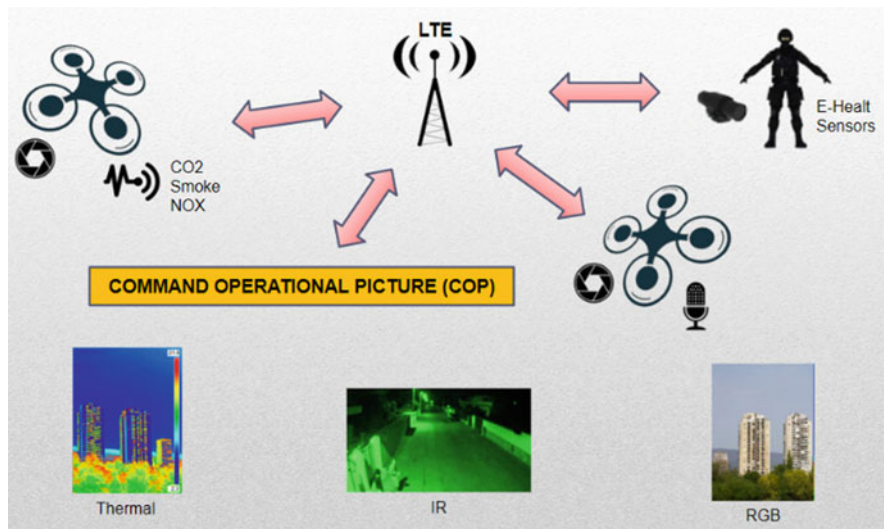 LTE
E-Healt
Sensors
CO2
Smoke
NOX
COMMAND OPERATIONAL PICTURE (COP)
Thermal
IR
RGB